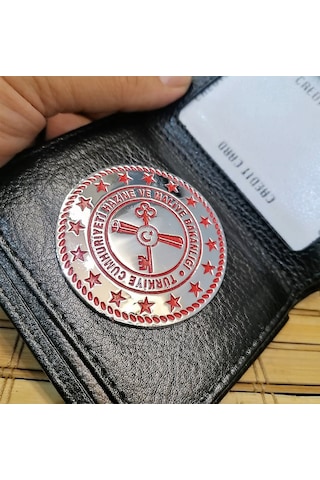 TÜRKİYE CUMHURİYETİ HAZİNE VE MALİYE BAKANLIĞI
CREDIT CARD